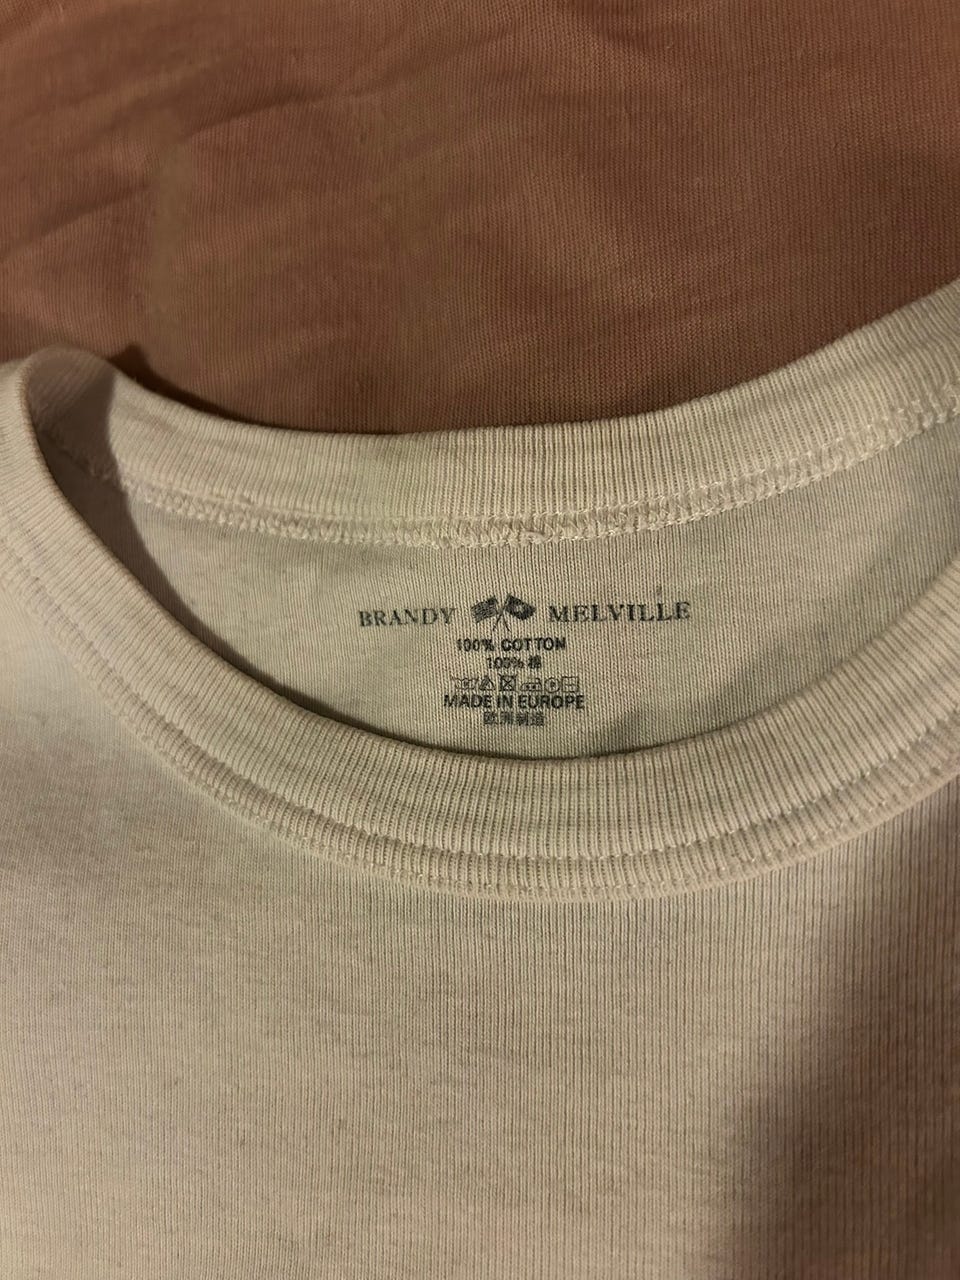 BRANDY MELVILLE
100% COTTON
100% 棉
MADE IN EUROPE
欧洲制造